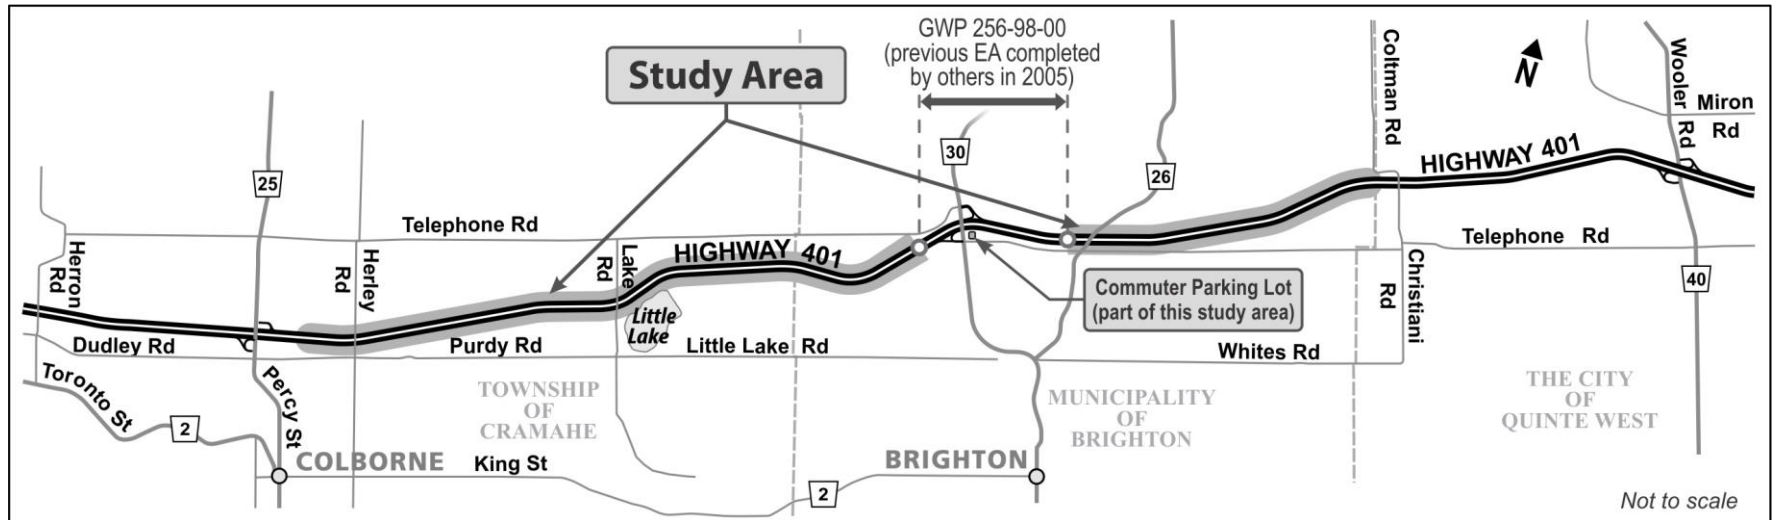 GWP 256-98-00
(previous EA completed
by others in 2005)
Study Area
Coltman Rd
N
Wooler Rd
Miron
Rd
30
26
25
HIGHWAY 401
Telephone Rd
HIGHWAY 401
Telephone Rd
Herron
Rd
Herley
Rd
Lake
Rd
Christiani
Rd
40
Commuter Parking Lot
(part of this study area)
Little
Lake
Dudley Rd
Purdy Rd
Little Lake Rd
Whites Rd
Toronto St
2
Percy St
TOWNSHIP
OF
CRAMAHE
MUNICIPALITY
OF
BRIGHTON
THE CITY
OF
QUINTE WEST
COLBORNE
King St
BRIGHTON
2
Not to scale